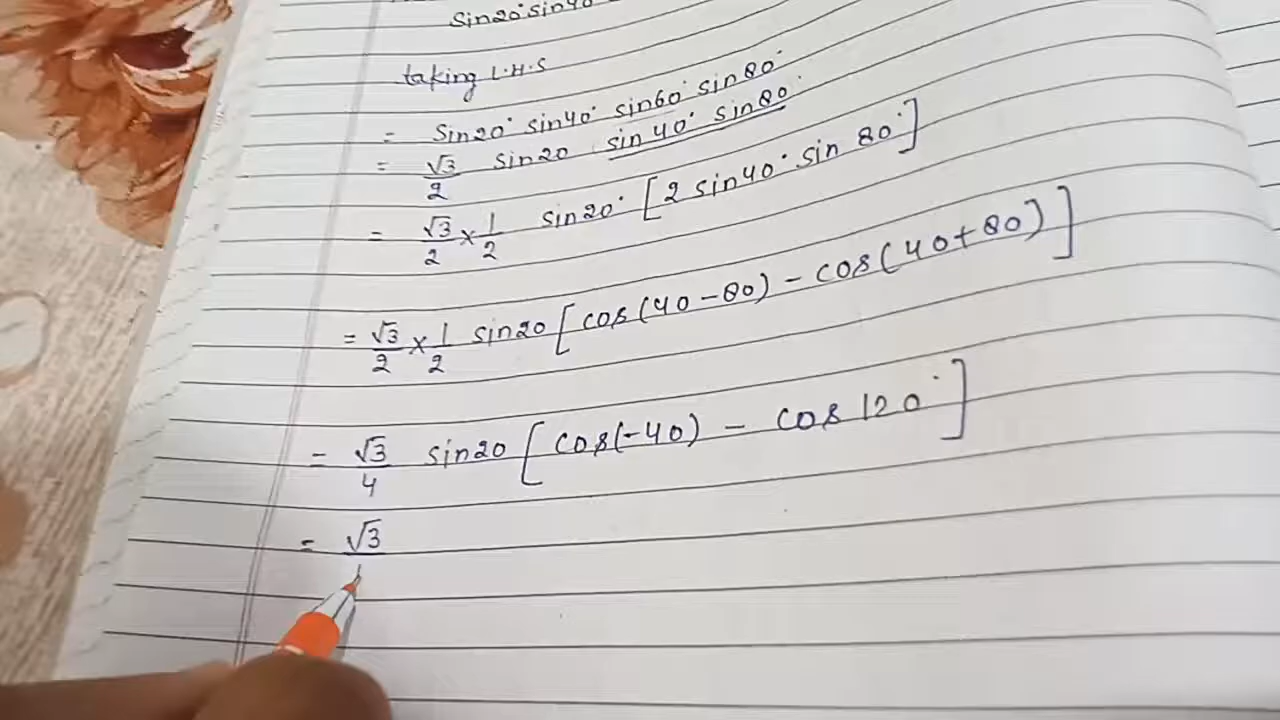 sin20° sin40
taking L.H.S
= sin20° sin40° sin60° sin80°
= √3/2 sin20 sin40° sin80°
= √3/2 × 1/2 sin20° [2 sin40° sin 80°]
= √3/2 × 1/2 sin20 [cos(40-80) - cos(40+80)]
= √3/4 sin20 [cos(-40) - cos 120°]
= √3/